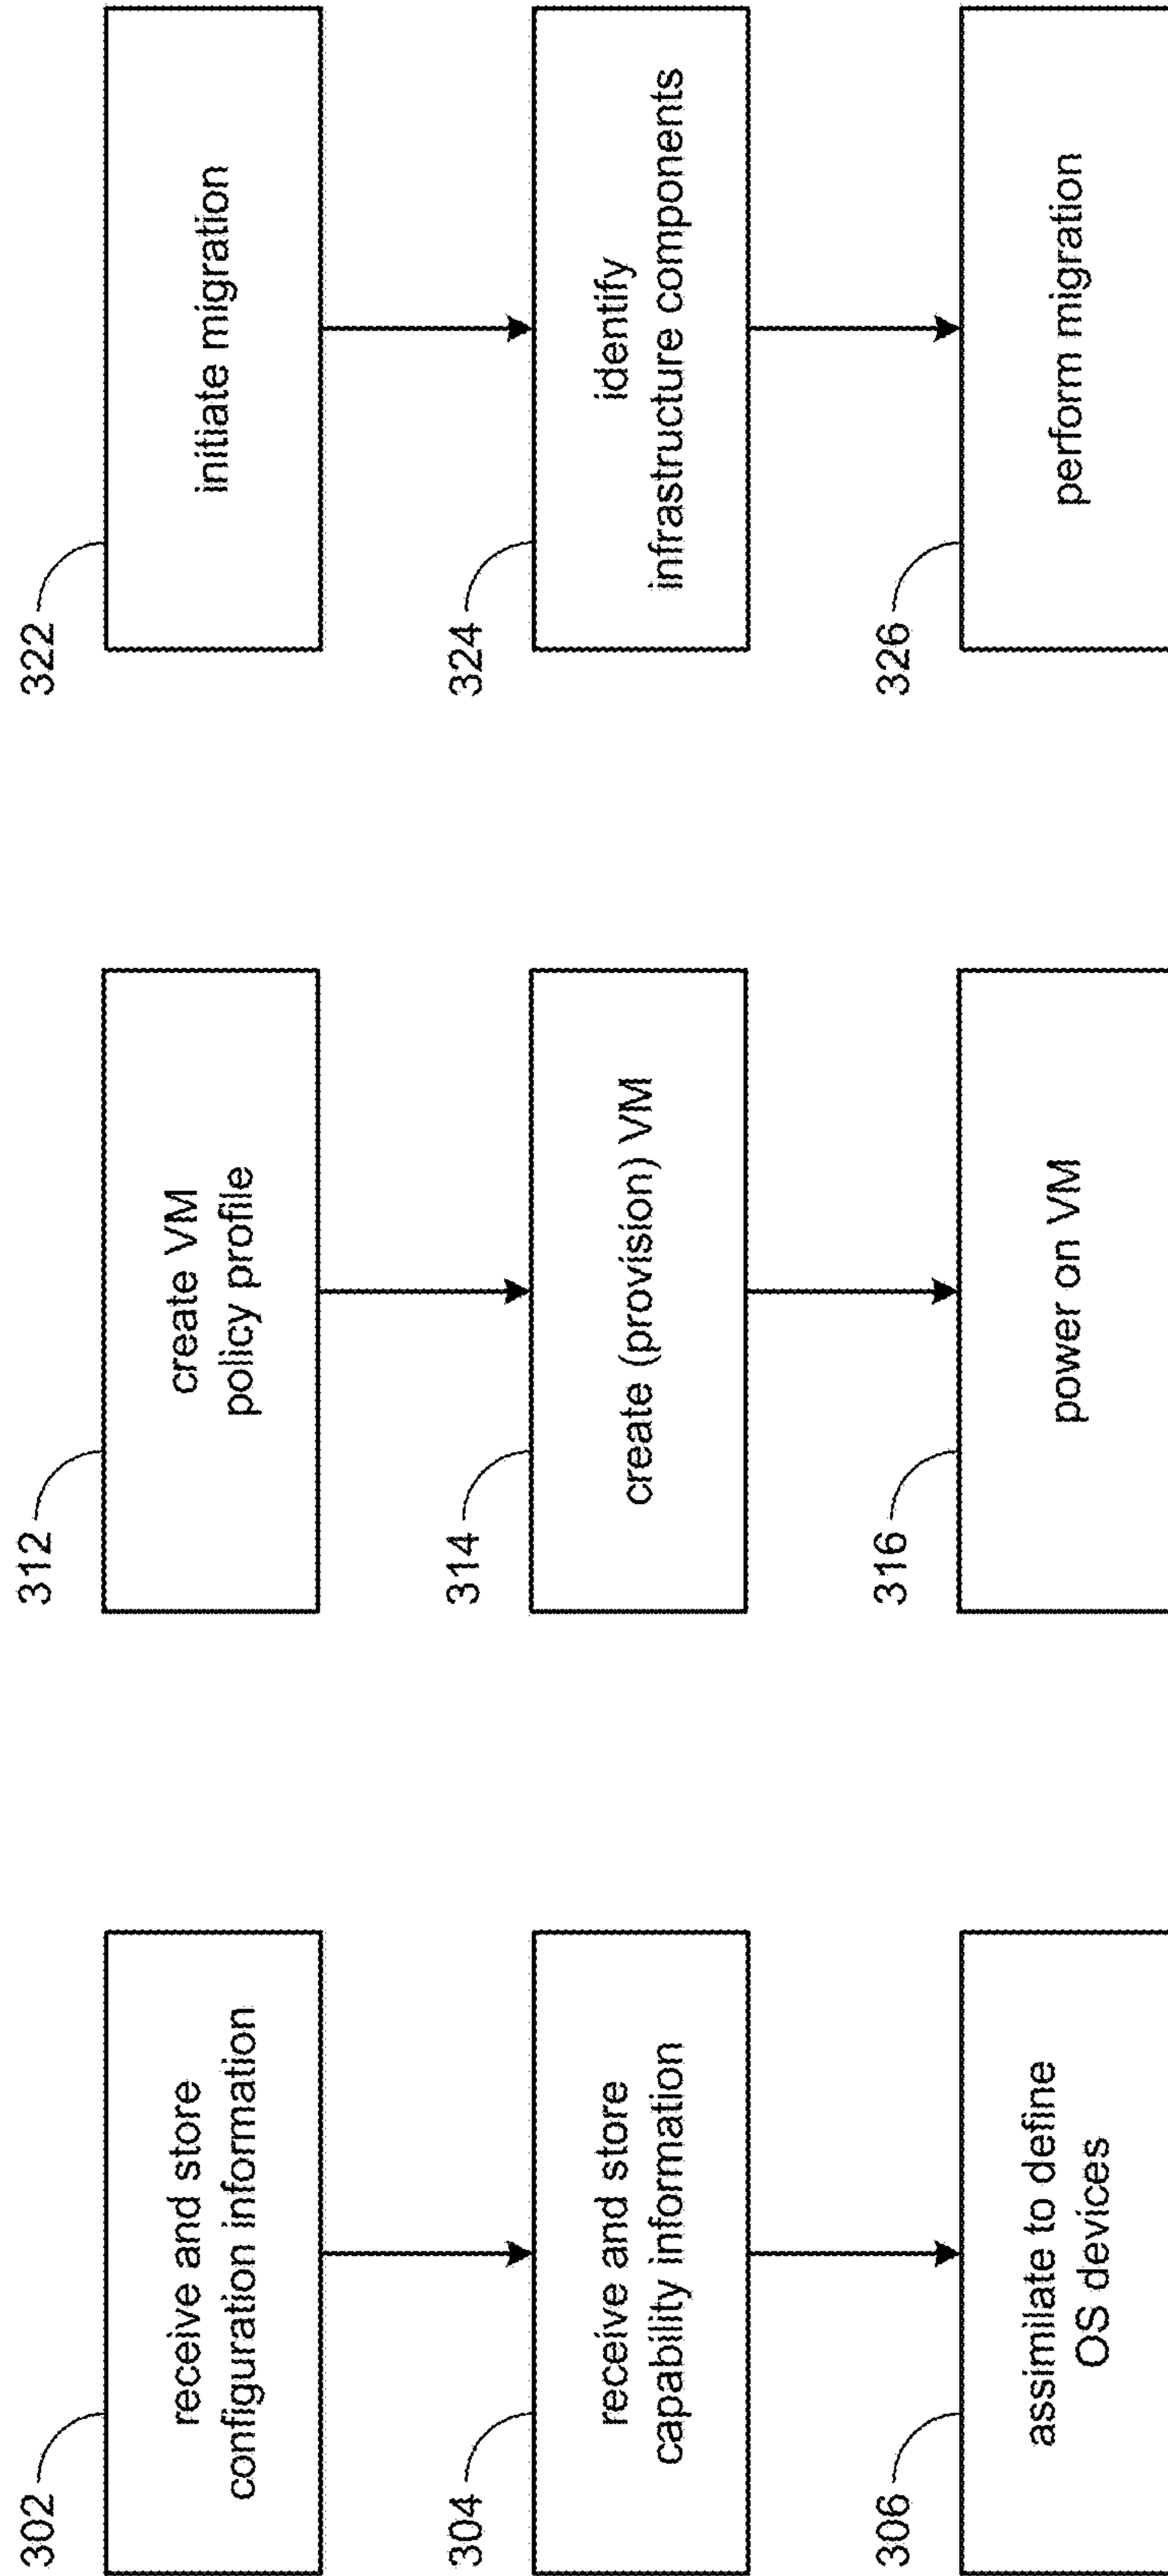 302
receive and store
configuration information
304
receive and store
capability information
306
assimilate to define
OS devices
312
create VM
policy profile
314
create (provision) VM
316
power on VM
322
initiate migration
324
identify
infrastructure components
326
perform migration